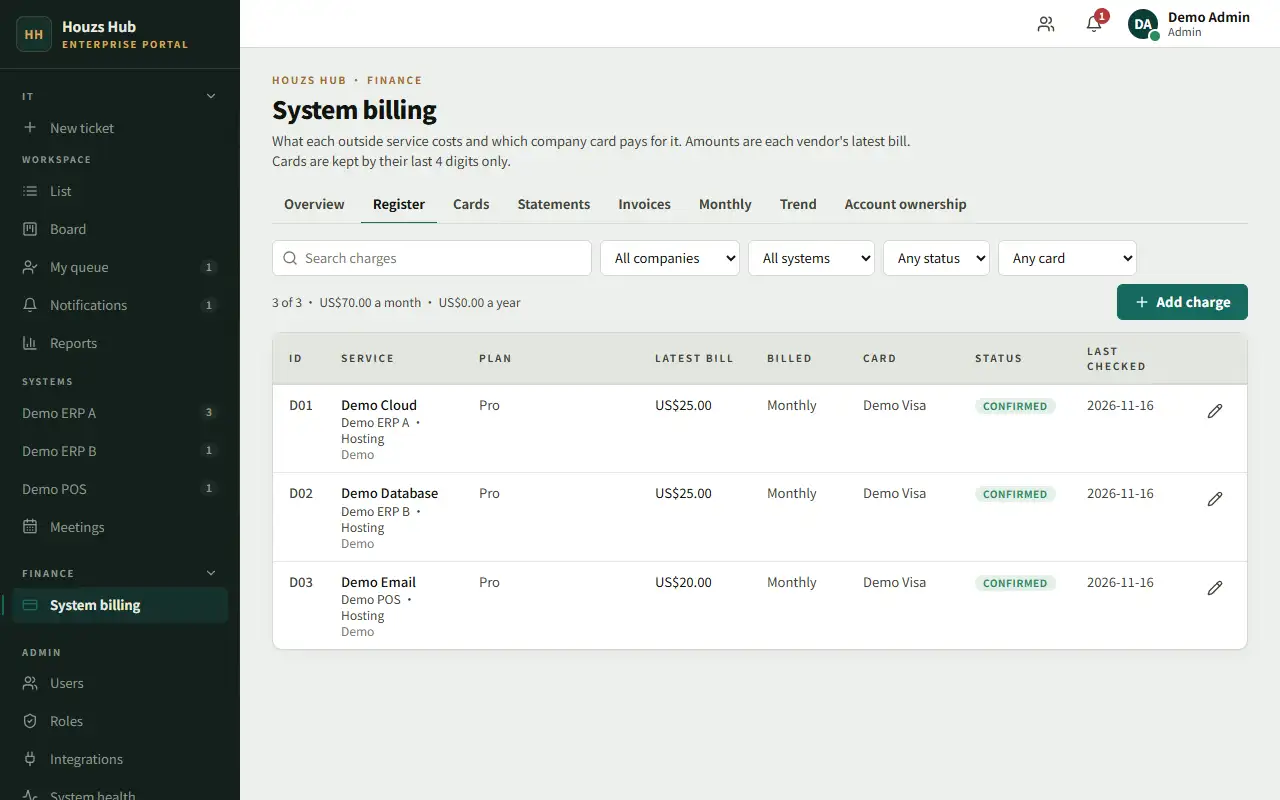 HH
Houzs Hub
ENTERPRISE PORTAL
IT
New ticket
WORKSPACE
List
Board
My queue 1
Notifications 1
Reports
SYSTEMS
Demo ERP A 3
Demo ERP B 1
Demo POS 1
Meetings
FINANCE
System billing
ADMIN
Users
Roles
Integrations
System health
1
DA
Demo Admin
Admin
HOUZS HUB • FINANCE
System billing
What each outside service costs and which company card pays for it. Amounts are each vendor's latest bill.
Cards are kept by their last 4 digits only.
Overview Register Cards Statements Invoices Monthly Trend Account ownership
Search charges All companies All systems Any status Any card
3 of 3 • US$70.00 a month • US$0.00 a year
+ Add charge
ID SERVICE PLAN LATEST BILL BILLED CARD STATUS LAST CHECKED
D01 Demo Cloud Pro US$25.00 Monthly Demo Visa CONFIRMED 2026-11-16
Demo ERP A •
Hosting
Demo
D02 Demo Database Pro US$25.00 Monthly Demo Visa CONFIRMED 2026-11-16
Demo ERP B •
Hosting
Demo
D03 Demo Email Pro US$20.00 Monthly Demo Visa CONFIRMED 2026-11-16
Demo POS •
Hosting
Demo